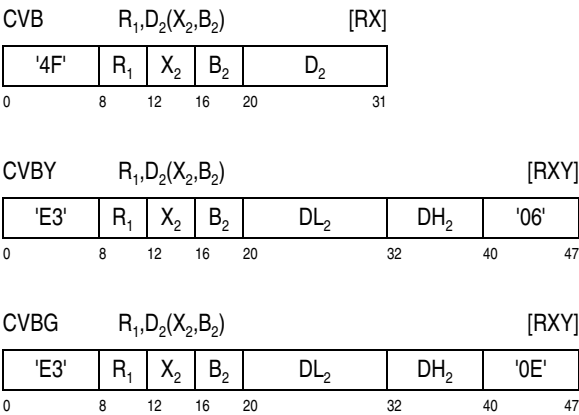 CVB R₁,D₂(X₂,B₂) [RX]
'4F' R₁ X₂ B₂ D₂
0 8 12 16 20 31
CVBY R₁,D₂(X₂,B₂) [RXY]
'E3' R₁ X₂ B₂ DL₂ DH₂ '06'
0 8 12 16 20 32 40 47
CVBG R₁,D₂(X₂,B₂) [RXY]
'E3' R₁ X₂ B₂ DL₂ DH₂ '0E'
0 8 12 16 20 32 40 47